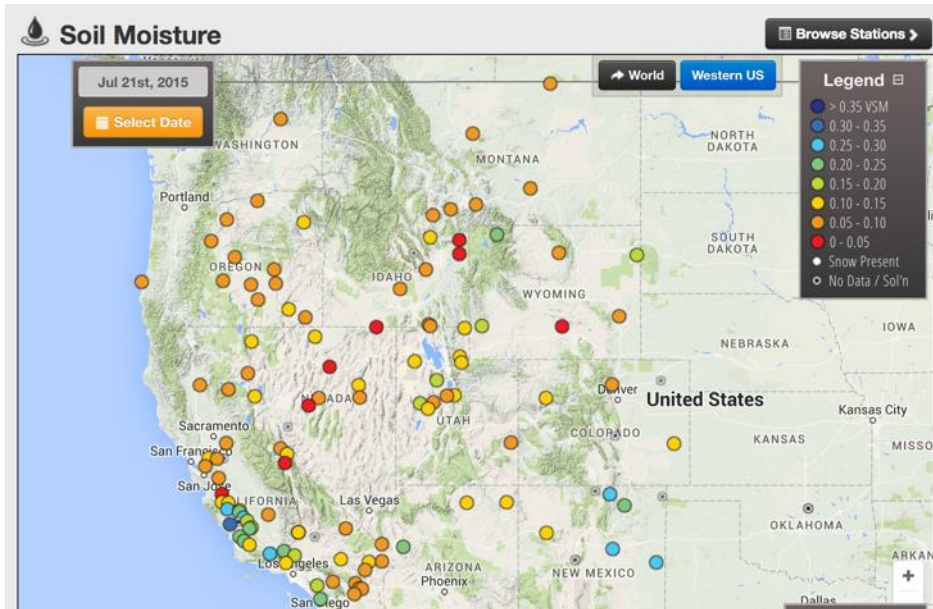 Soil Moisture
Browse Stations
Jul 21st, 2015
Select Date
World
Western US
Legend
> 0.35 VSM
0.30 - 0.35
0.25 - 0.30
0.20 - 0.25
0.15 - 0.20
0.10 - 0.15
0.05 - 0.10
0 - 0.05
Snow Present
No Data / Sol'n
WASHINGTON
NORTH
DAKOTA
MONTANA
Portland
SOUTH
DAKOTA
OREGON
IDAHO
WYOMING
IOWA
NEBRASKA
Denver
United States
NEVADA
UTAH
Kansas City
Sacramento
COLORADO
KANSAS
MISSO
San Francisco
San Jose
CALIFORNIA
Las Vegas
OKLAHOMA
Los Angeles
ARIZONA
NEW MEXICO
ARKAN
Phoenix
+
San Diego
Dallas